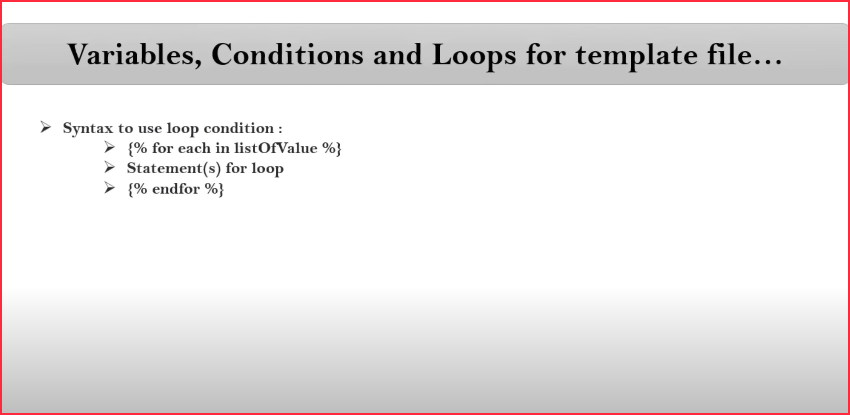 Variables, Conditions and Loops for template file...
➢ Syntax to use loop condition :
➢ {% for each in listOfValue %}
➢ Statement(s) for loop
➢ {% endfor %}